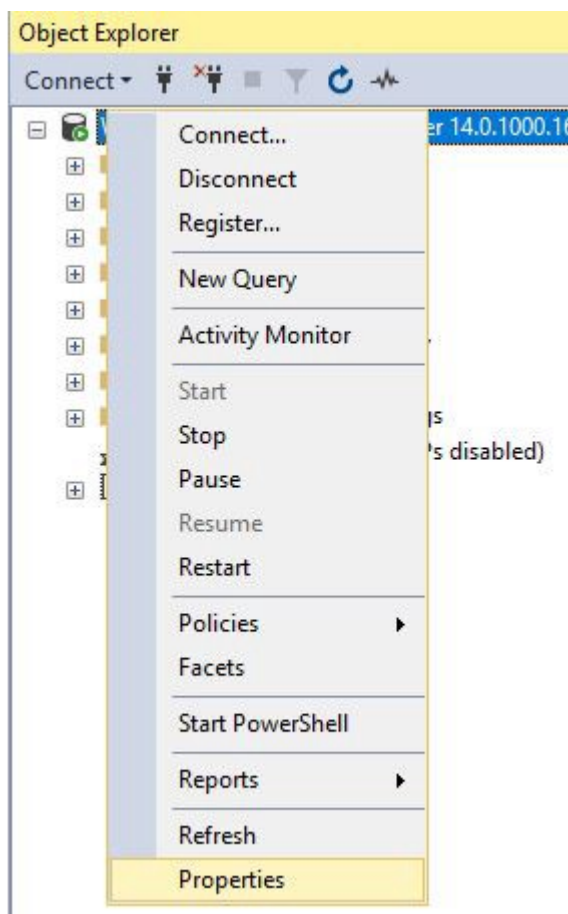 Object Explorer
Connect
er 14.0.1000.16
Connect...
Disconnect
Register...
New Query
Activity Monitor
Start
Stop
Pause
Resume
Restart
Policies
Facets
Start PowerShell
Reports
Refresh
Properties
gs
's disabled)